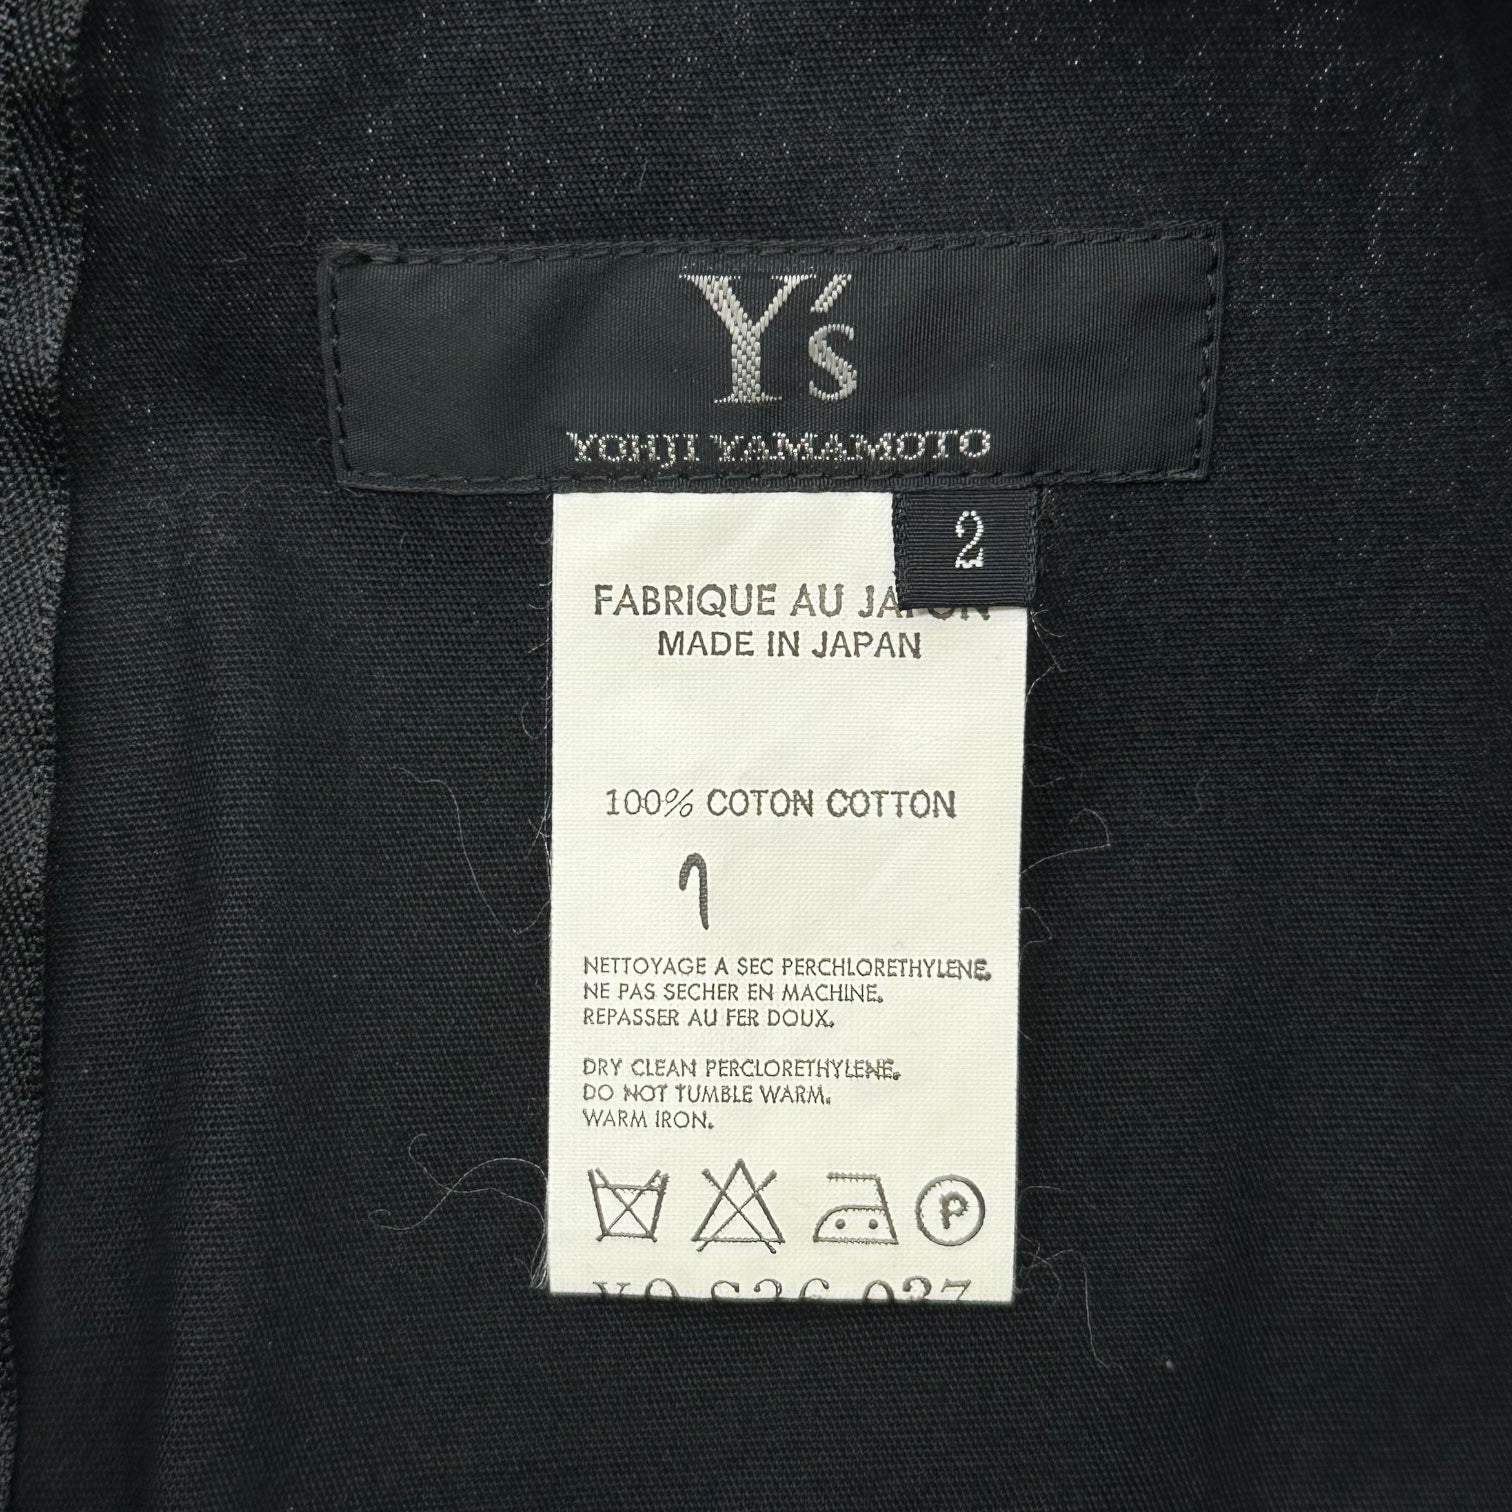 Y's
YOHJI YAMAMOTO
2
FABRIQUE AU JAPON
MADE IN JAPAN
100% COTON COTTON
1
NETTOYAGE A SEC PERCHLORETHYLENE.
NE PAS SECHER EN MACHINE.
REPASSER AU FER DOUX.
DRY CLEAN PERCLORETHYLENE.
DO NOT TUMBLE WARM.
WARM IRON.
P